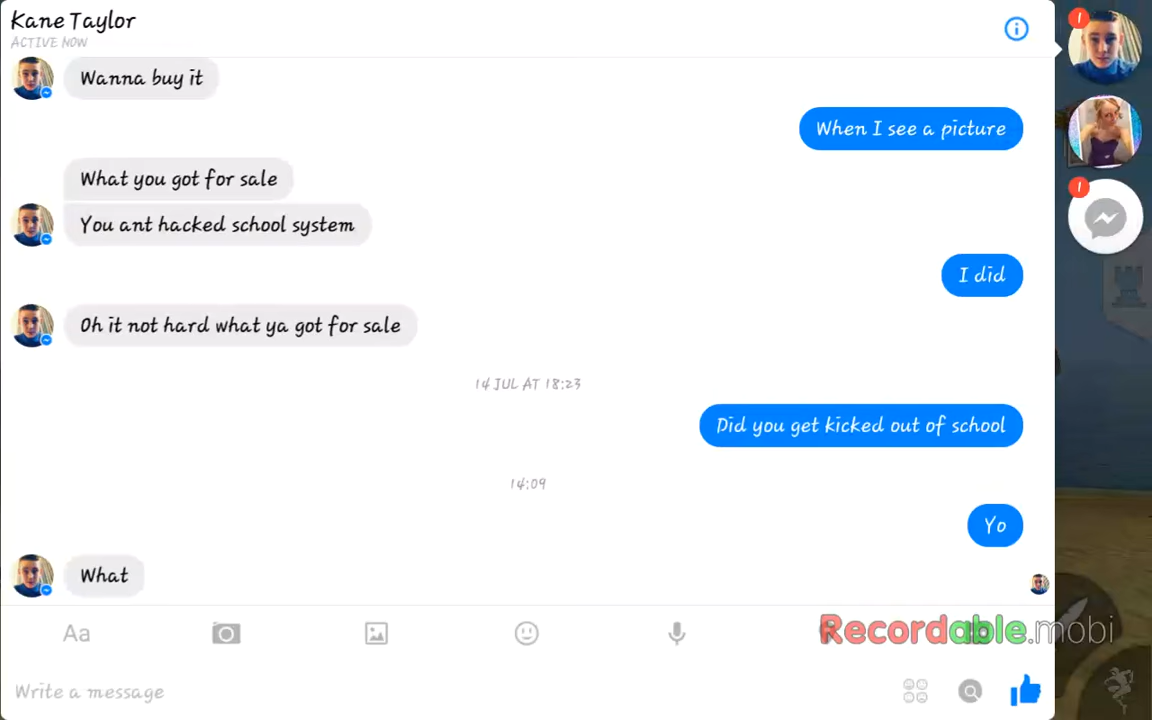 Kane Taylor
ACTIVE NOW
1
Wanna buy it
When I see a picture
What you got for sale
1
You ant hacked school system
I did
Oh it not hard what ya got for sale
14 JUL AT 18:23
Did you get kicked out of school
14:09
Yo
What
Aa
Recordable.mobi
Write a message